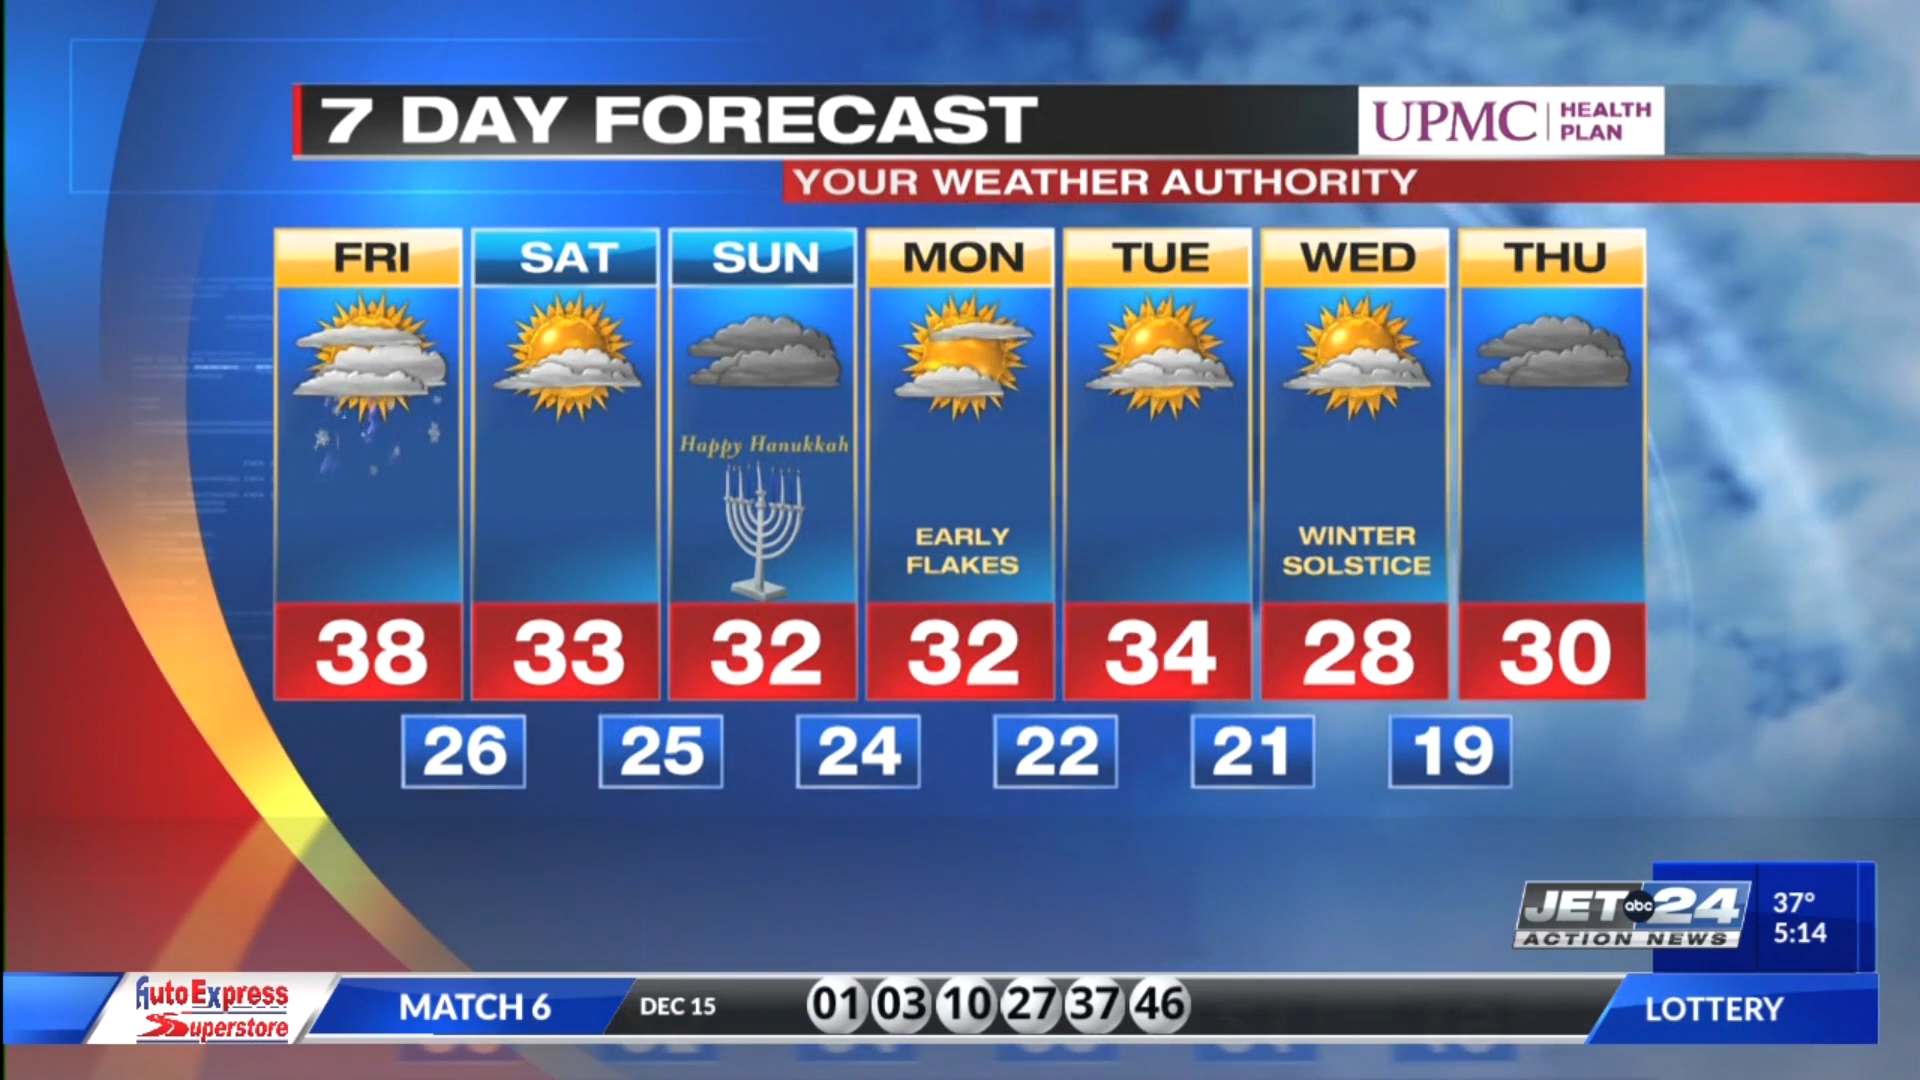 7 DAY FORECAST
UPMC HEALTH PLAN
YOUR WEATHER AUTHORITY
FRI SAT SUN MON TUE WED THU
Happy Hanukkah
EARLY FLAKES
WINTER SOLSTICE
38 33 32 32 34 28 30
26 25 24 22 21 19
JET abc 24
ACTION NEWS
37°
5:14
AutoExpress
Superstore
MATCH 6 DEC 15 01 03 10 27 37 46 LOTTERY